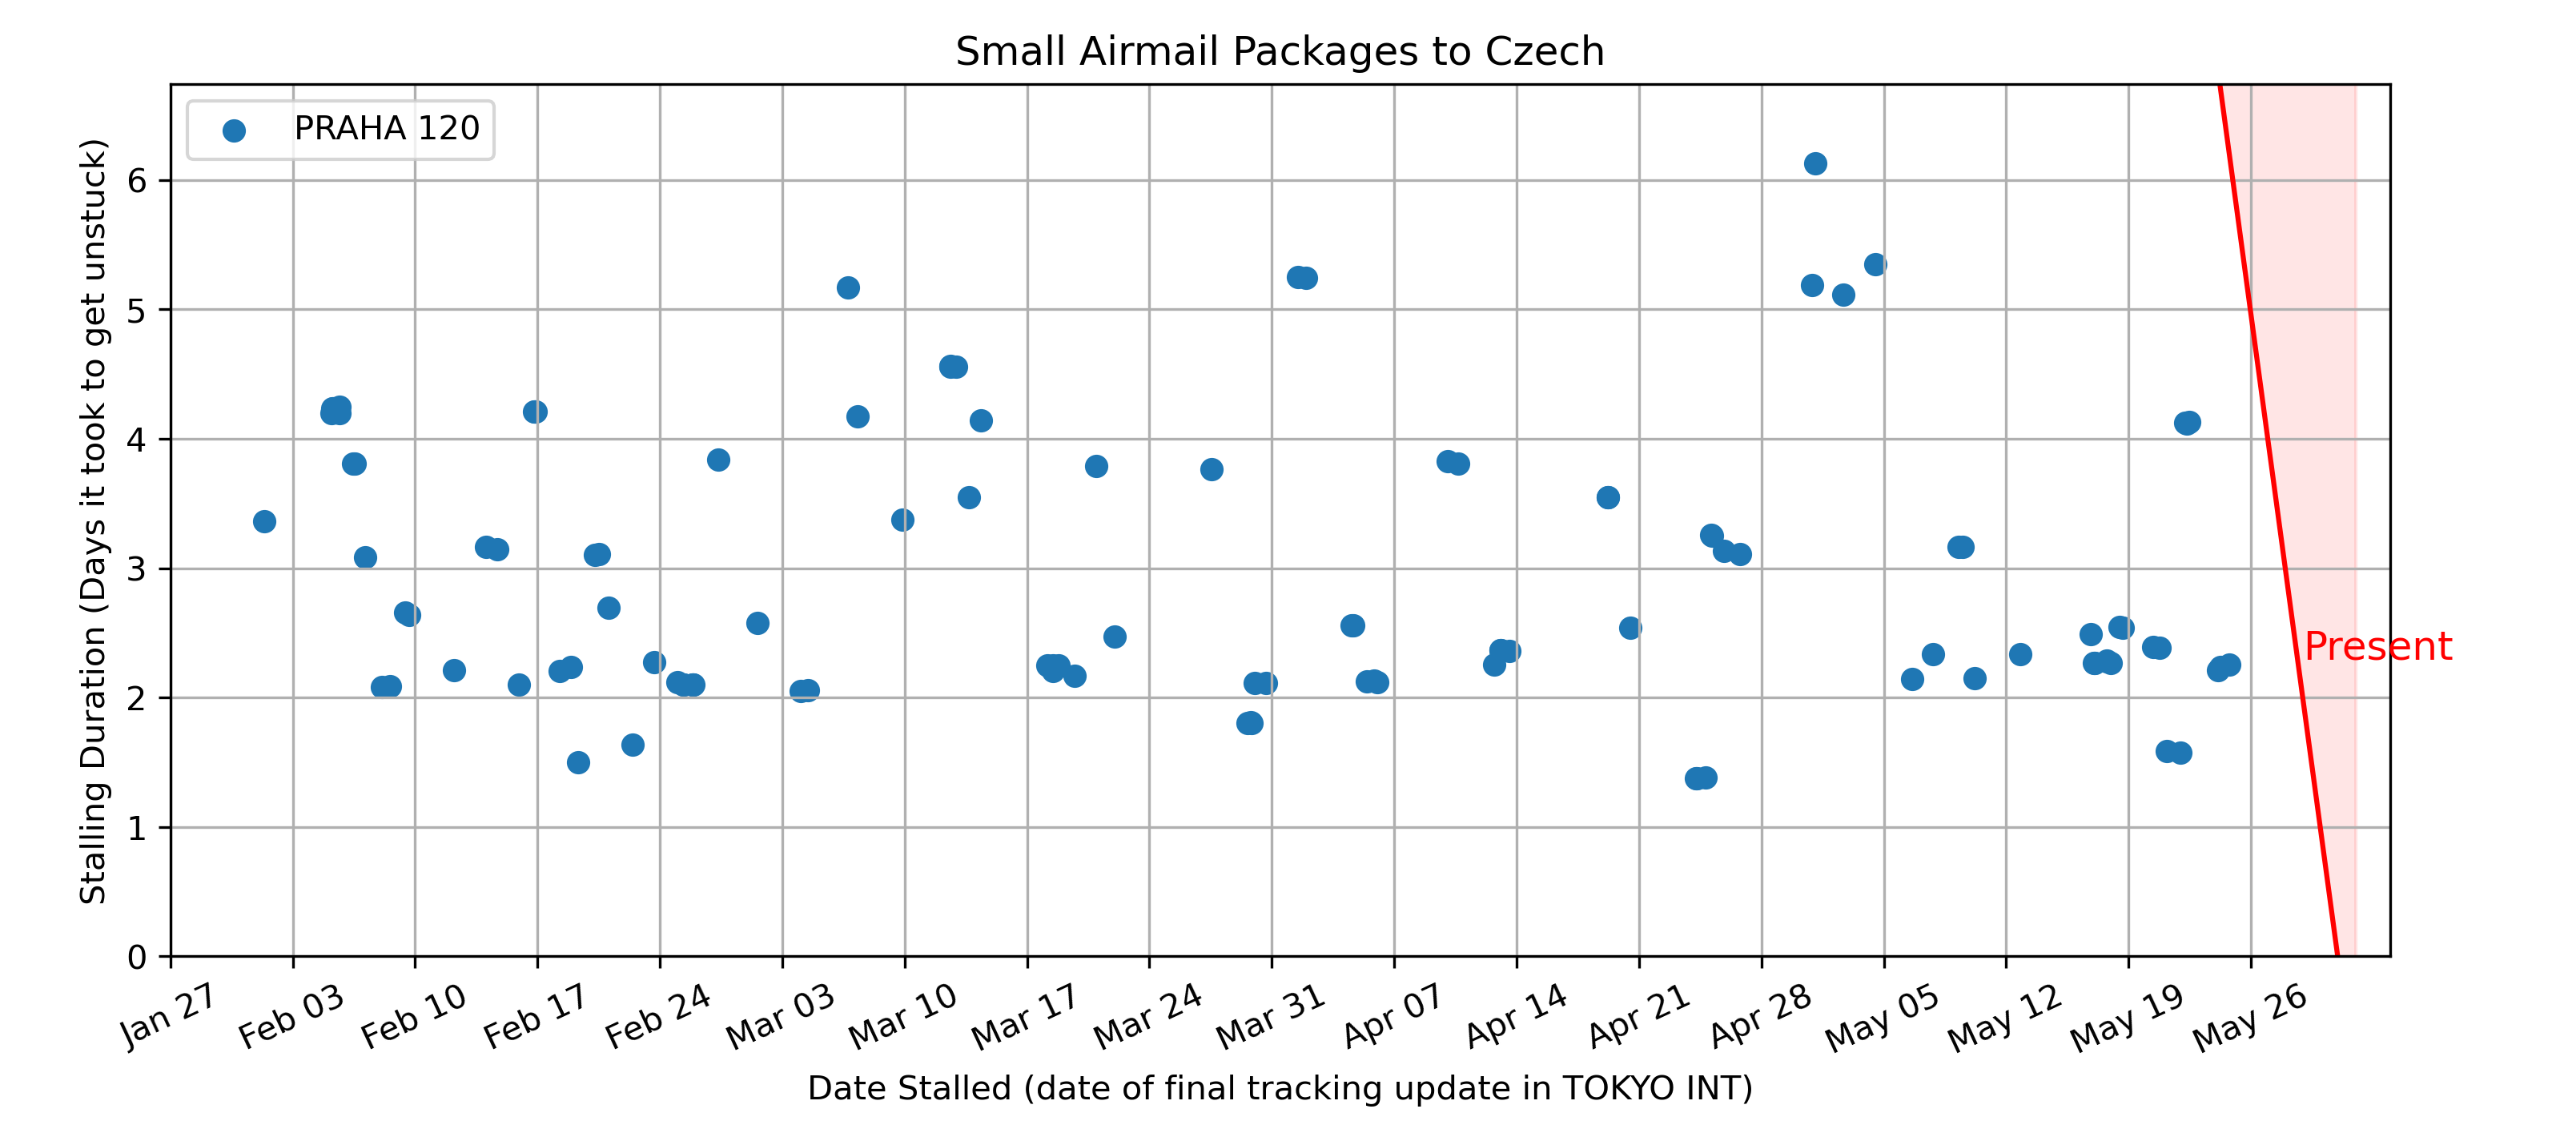 Small Airmail Packages to Czech
PRAHA 120
Stalling Duration (Days it took to get unstuck)
6
5
4
3
2
1
0
Present
Jan 27
Feb 03
Feb 10
Feb 17
Feb 24
Mar 03
Mar 10
Mar 17
Mar 24
Mar 31
Apr 07
Apr 14
Apr 21
Apr 28
May 05
May 12
May 19
May 26
Date Stalled (date of final tracking update in TOKYO INT)